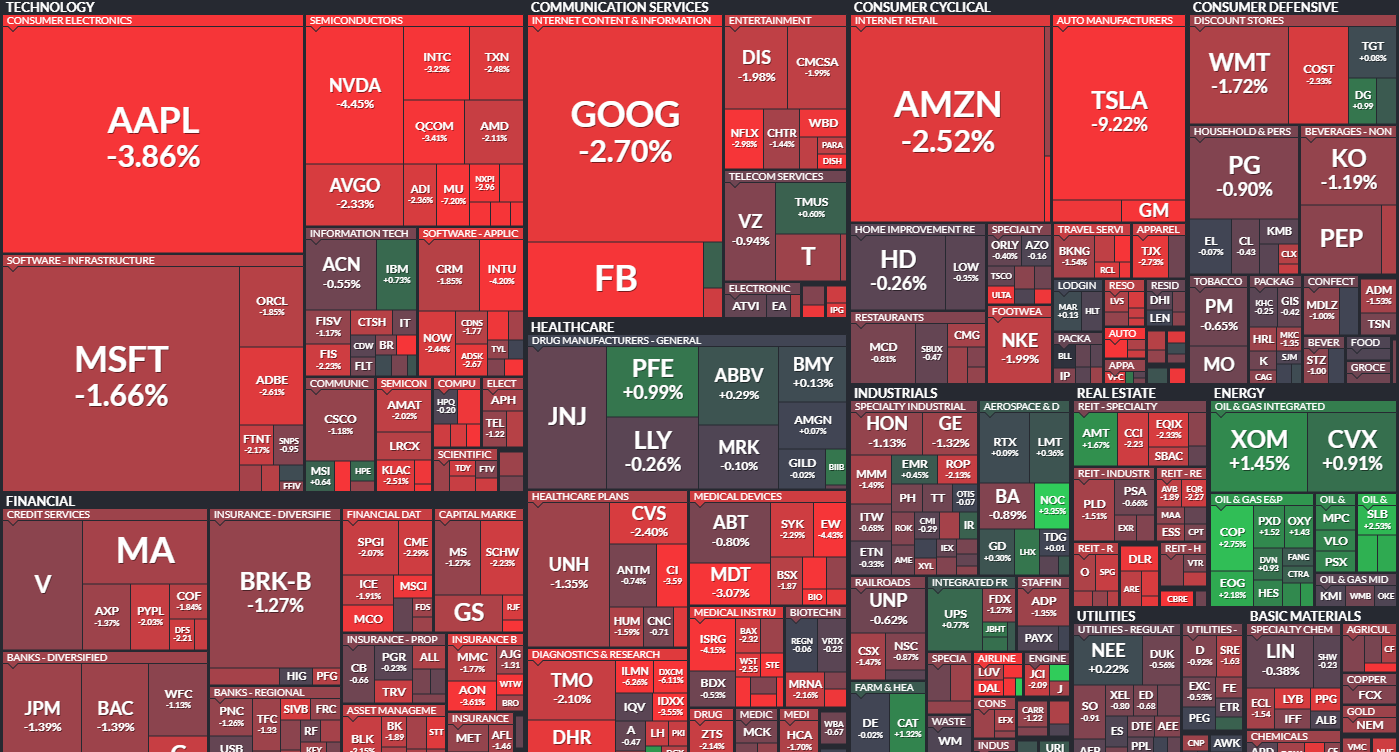 TECHNOLOGY
CONSUMER ELECTRONICS
AAPL
-3.86%
SEMICONDUCTORS
NVDA
-4.45%
INTC
-3.23%
TXN
-2.48%
QCOM
-3.41%
AMD
-2.11%
AVGO
-2.33%
ADI
-2.36%
MU
-7.20%
NXPI
-2.96
SOFTWARE - INFRASTRUCTURE
MSFT
-1.66%
ORCL
-1.85%
ADBE
-2.61%
FTNT
-2.17%
SNPS
-0.95
FFIV
INFORMATION TECH
ACN
-0.55%
IBM
+0.73%
FISV
-1.17%
CTSH
IT
FIS
-2.23%
CDW
BR
FLT
SOFTWARE - APPLIC
CRM
-1.85%
INTU
-4.20%
NOW
-2.44%
CDNS
-1.77
ADSK
-2.67
TYL
COMMUNIC
CSCO
-1.18%
MSI
+0.64
HPE
SEMICON
AMAT
-2.02%
LRCX
KLAC
-2.51%
COMPU
HPQ
-0.20
ELECT
APH
TEL
-1.22
SCIENTIFIC
TDY
FTV
COMMUNICATION SERVICES
INTERNET CONTENT & INFORMATION
GOOG
-2.70%
FB
ENTERTAINMENT
DIS
-1.98%
CMCSA
-1.99%
NFLX
-2.98%
CHTR
-1.44%
WBD
PARA
DISH
TELECOM SERVICES
VZ
-0.94%
TMUS
+0.60%
T
ELECTRONIC
ATVI
EA
IPG
CONSUMER CYCLICAL
INTERNET RETAIL
AMZN
-2.52%
AUTO MANUFACTURERS
TSLA
-9.22%
GM
HOME IMPROVEMENT RE
HD
-0.26%
LOW
-0.35%
SPECIALTY
ORLY
-0.40%
AZO
-0.16
TSCO
ULTA
TRAVEL SERVI
BKNG
-1.54%
RCL
APPAREL
TJX
-2.73%
RESTAURANTS
MCD
-0.81%
SBUX
-0.47
CMG
FOOTWEA
NKE
-1.99%
LODGIN
MAR
+0.13
HLT
RESO
LVS
RESID
DHI
LEN
PACKA
BLL
IP
AUTO
APPA
VFC
CONSUMER DEFENSIVE
DISCOUNT STORES
WMT
-1.72%
COST
-2.33%
TGT
+0.08%
DG
+0.99
HOUSEHOLD & PERS
PG
-0.90%
EL
-0.07%
CL
-0.43
KMB
CLX
BEVERAGES - NON
KO
-1.19%
PEP
TOBACCO
PM
-0.65%
MO
PACKAG
KHC
-0.25
GIS
-0.42
HRL
MKC
-1.35
K
SJM
CAG
CONFECT
MDLZ
-1.00%
ADM
-1.53%
TSN
BEVER
STZ
-1.00
FOOD
GROCE
HEALTHCARE
DRUG MANUFACTURERS - GENERAL
JNJ
PFE
+0.99%
ABBV
+0.29%
BMY
+0.13%
LLY
-0.26%
MRK
-0.10%
AMGN
+0.07%
GILD
-0.02%
BIIB
HEALTHCARE PLANS
UNH
-1.35%
CVS
-2.40%
ANTM
-0.74%
CI
-3.59
HUM
-1.59%
CNC
-0.71
MEDICAL DEVICES
ABT
-0.80%
SYK
-2.29%
EW
-4.43%
MDT
-3.07%
BSX
-1.87
BIO
MEDICAL INSTRU
ISRG
-4.15%
BAX
-2.32
WST
-2.55
STE
BDX
-0.53%
BIOTECHN
REGN
-0.06
VRTX
-0.23
MRNA
-2.16%
DIAGNOSTICS & RESEARCH
TMO
-2.10%
ILMN
-6.26%
DXCM
-6.11%
IQV
IDXX
-3.55%
DHR
A
-0.47
LH
PKI
DRUG
ZTS
-2.14%
MEDIC
MCK
MEDI
HCA
-1.70%
WBA
-0.67
FINANCIAL
CREDIT SERVICES
V
MA
AXP
-1.37%
PYPL
-2.03%
COF
-1.84%
DFS
-2.21
BANKS - DIVERSIFIED
JPM
-1.39%
BAC
-1.39%
WFC
-1.13%
C
INSURANCE - DIVERSIFIE
BRK-B
-1.27%
HIG
PFG
BANKS - REGIONAL
PNC
-1.26%
TFC
-1.33
SIVB
FRC
RF
USB
KEY
FINANCIAL DAT
SPGI
-2.07%
CME
-2.29%
ICE
-1.91%
MSCI
MCO
FDS
CAPITAL MARKE
MS
-1.27%
SCHW
-2.23%
GS
RJF
INSURANCE - PROP
CB
-0.66
PGR
-0.23%
ALL
TRV
INSURANCE B
MMC
-1.77%
AJG
-1.31
AON
-3.61%
WTW
BRO
ASSET MANAGEME
BLK
-2.15%
BK
-1.89
STT
INSURANCE
MET
AFL
-1.46
INDUSTRIALS
SPECIALTY INDUSTRIAL
HON
-1.13%
GE
-1.32%
MMM
-1.49%
EMR
+0.45%
ROP
-2.13%
PH
TT
OTIS
-0.07
ITW
-0.68%
ROK
CMI
-0.29
IR
ETN
-0.33%
AME
IEX
XYL
AEROSPACE & D
RTX
+0.09%
LMT
+0.36%
BA
-0.89%
NOC
+3.35%
GD
+0.30%
LHX
TDG
+0.01
RAILROADS
UNP
-0.62%
CSX
-1.47%
NSC
-0.87%
INTEGRATED FR
UPS
+0.77%
FDX
-1.27%
JBHT
STAFFIN
ADP
-1.35%
PAYX
FARM & HEA
DE
-0.02%
CAT
+1.32%
SPECIA
WASTE
WM
AIRLINE
LUV
DAL
ENGINE
JCI
-2.09
J
CONS
EFX
CARR
-1.22
INDUS
URI
REAL ESTATE
REIT - SPECIALTY
AMT
+1.67%
CCI
-2.23
EQIX
-2.33%
SBAC
REIT - INDUSTR
PLD
-1.51%
PSA
-0.66%
EXR
REIT - RE
AVB
-1.89
EQR
-2.27
MAA
ESS
CPT
REIT - R
O
SPG
DLR
ARE
REIT - H
VTR
CBRE
ENERGY
OIL & GAS INTEGRATED
XOM
+1.45%
CVX
+0.91%
OIL & GAS E&P
COP
+2.75%
PXD
+1.52
OXY
+1.43
DVN
+0.93
FANG
CTRA
EOG
+2.18%
HES
OIL &
MPC
VLO
PSX
OIL &
SLB
+2.53%
OIL & GAS MID
KMI
WMB
OKE
UTILITIES
UTILITIES - REGULAT
NEE
+0.22%
DUK
-0.56%
SO
-0.91
XEL
-0.80
ED
-0.68
DTE
AEE
AEP
ES
PPL
UTILITIES -
D
-0.92%
SRE
-1.63
EXC
-0.53%
FE
PEG
ETR
CNP
AWK
BASIC MATERIALS
SPECIALTY CHEM
LIN
-0.38%
SHW
-0.23
ECL
-1.54
LYB
PPG
IFF
ALB
CHEMICALS
AGRICUL
CF
COPPER
FCX
GOLD
NEM